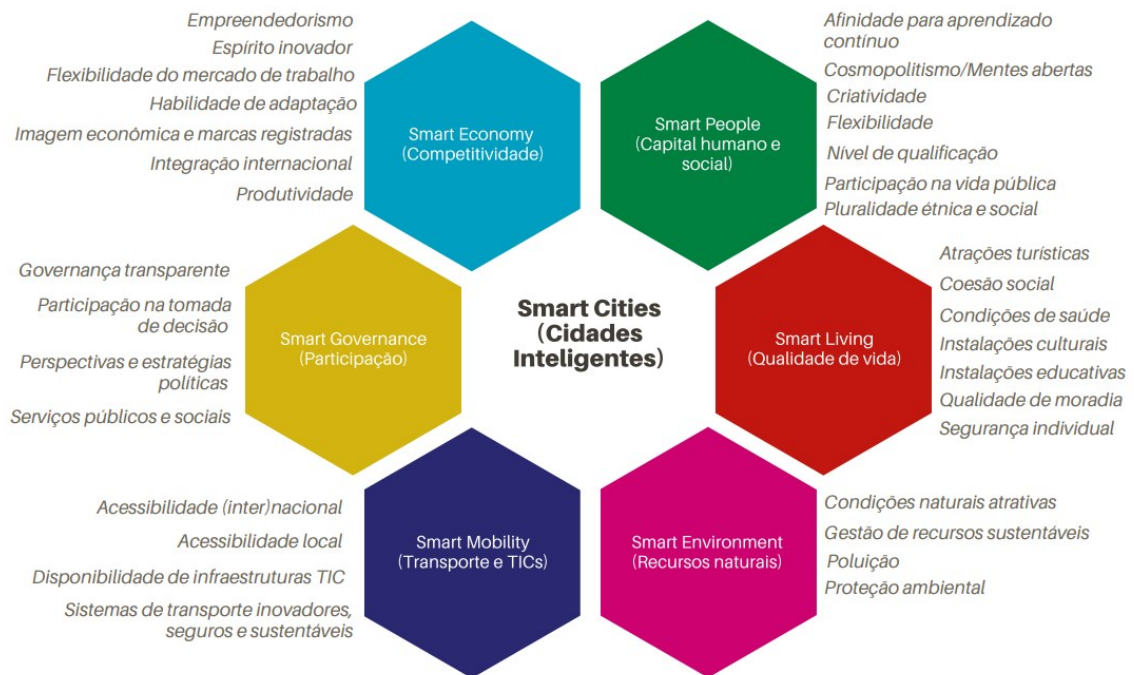 Empreendedorismo
Espírito inovador
Flexibilidade do mercado de trabalho
Habilidade de adaptação
Imagem econômica e marcas registradas
Integração internacional
Produtividade
Smart Economy
(Competitividade)
Smart People
(Capital humano e
social)
Afinidade para aprendizado
contínuo
Cosmopolitismo/Mentes abertas
Criatividade
Flexibilidade
Nível de qualificação
Participação na vida pública
Pluralidade étnica e social
Governança transparente
Participação na tomada
de decisão
Perspectivas e estratégias
políticas
Serviços públicos e sociais
Smart Governance
(Participação)
Smart Cities
(Cidades
Inteligentes)
Smart Living
(Qualidade de vida)
Atrações turísticas
Coesão social
Condições de saúde
Instalações culturais
Instalações educativas
Qualidade de moradia
Segurança individual
Acessibilidade (inter)nacional
Acessibilidade local
Disponibilidade de infraestruturas TIC
Sistemas de transporte inovadores,
seguros e sustentáveis
Smart Mobility
(Transporte e TICs)
Smart Environment
(Recursos naturais)
Condições naturais atrativas
Gestão de recursos sustentáveis
Poluição
Proteção ambiental